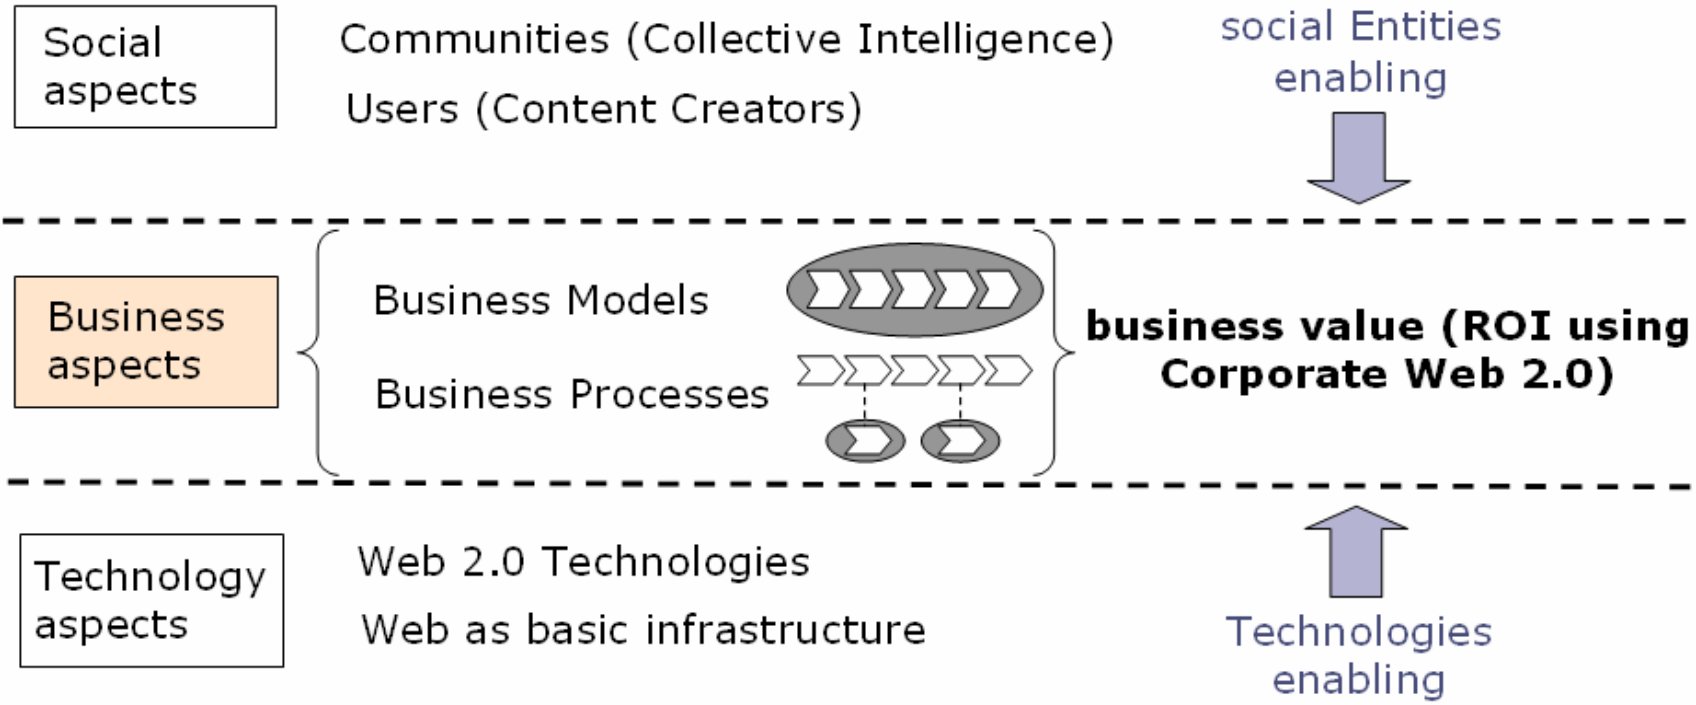 Social
aspects
Communities (Collective Intelligence)
Users (Content Creators)
social Entities
enabling
Business
aspects
Business Models
Business Processes
business value (ROI using
Corporate Web 2.0)
Technology
aspects
Web 2.0 Technologies
Web as basic infrastructure
Technologies
enabling